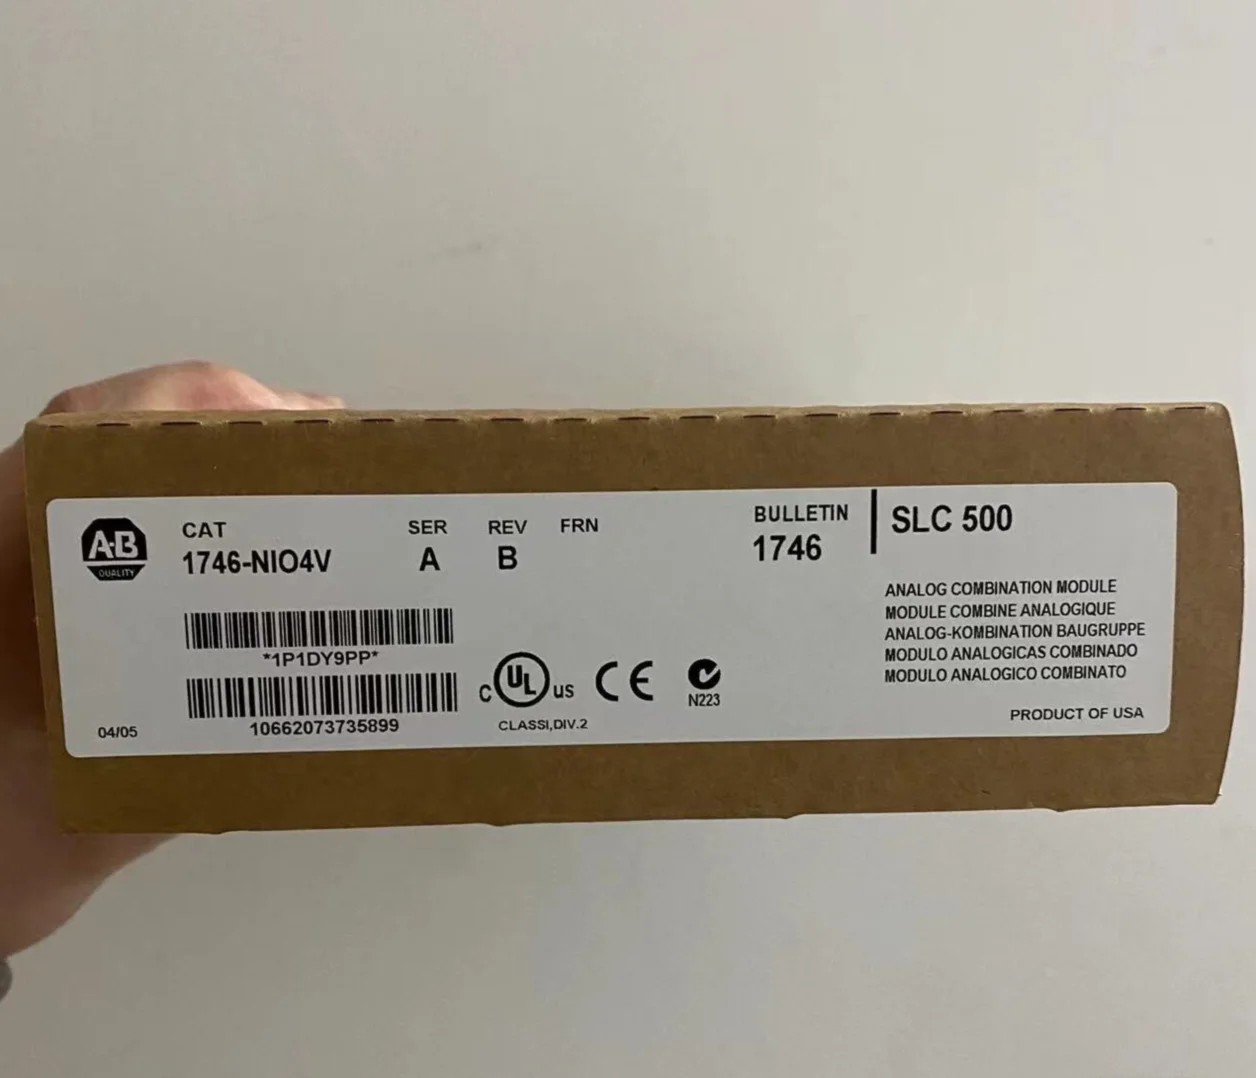 A-B
QUALITY
CAT
1746-NIO4V
SER
A
REV
B
FRN
BULLETIN
1746
SLC 500
*1P1DY9PP*
10662073735899
04/05
C UL US
CLASSI,DIV.2
CE
N223
ANALOG COMBINATION MODULE
MODULE COMBINE ANALOGIQUE
ANALOG-KOMBINATION BAUGRUPPE
MODULO ANALOGICAS COMBINADO
MODULO ANALOGICO COMBINATO
PRODUCT OF USA